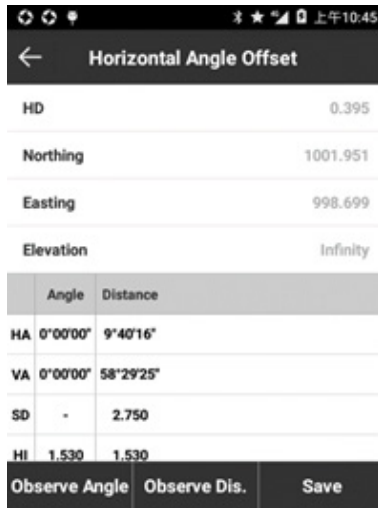 上午10:45
Horizontal Angle Offset
HD 0.395
Northing 1001.951
Easting 998.699
Elevation Infinity
Angle Distance
HA 0°00'00" 9°40'16"
VA 0°00'00" 58°29'25"
SD - 2.750
HI 1.530 1.530
Observe Angle Observe Dis. Save